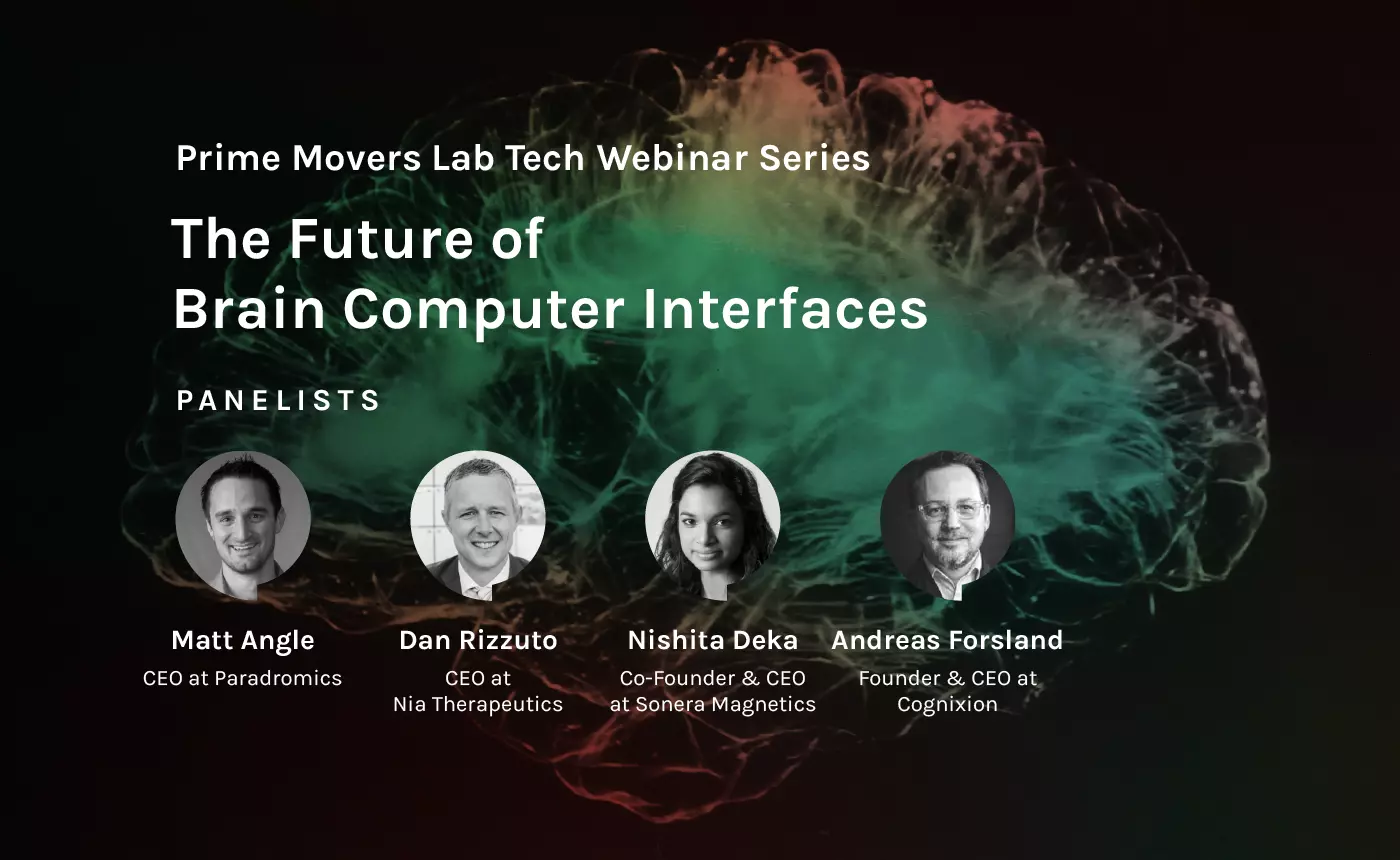 Prime Movers Lab Tech Webinar Series
The Future of
Brain Computer Interfaces
PANELISTS
Matt Angle
CEO at Paradromics
Dan Rizzuto
CEO at
Nia Therapeutics
Nishita Deka
Co-Founder & CEO
at Sonera Magnetics
Andreas Forsland
Founder & CEO at
Cognixion